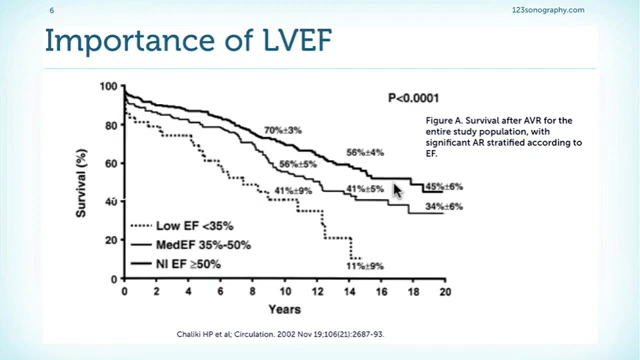 6
123sonography.com
Importance of LVEF
100
80
60
40
20
0
Survival (%)
P<0.0001
70%±3%
56%±4%
56%±5%
41%±5%
41%±9%
45%±6%
34%±6%
11%±9%
Low EF <35%
MedEF 35%-50%
NI EF ≥50%
0 2 4 6 8 10 12 14 16 18 20
Years
Figure A. Survival after AVR for the
entire study population, with
significant AR stratified according to
EF.
Chaliki HP et al; Circulation. 2002 Nov 19;106(21):2687-93.